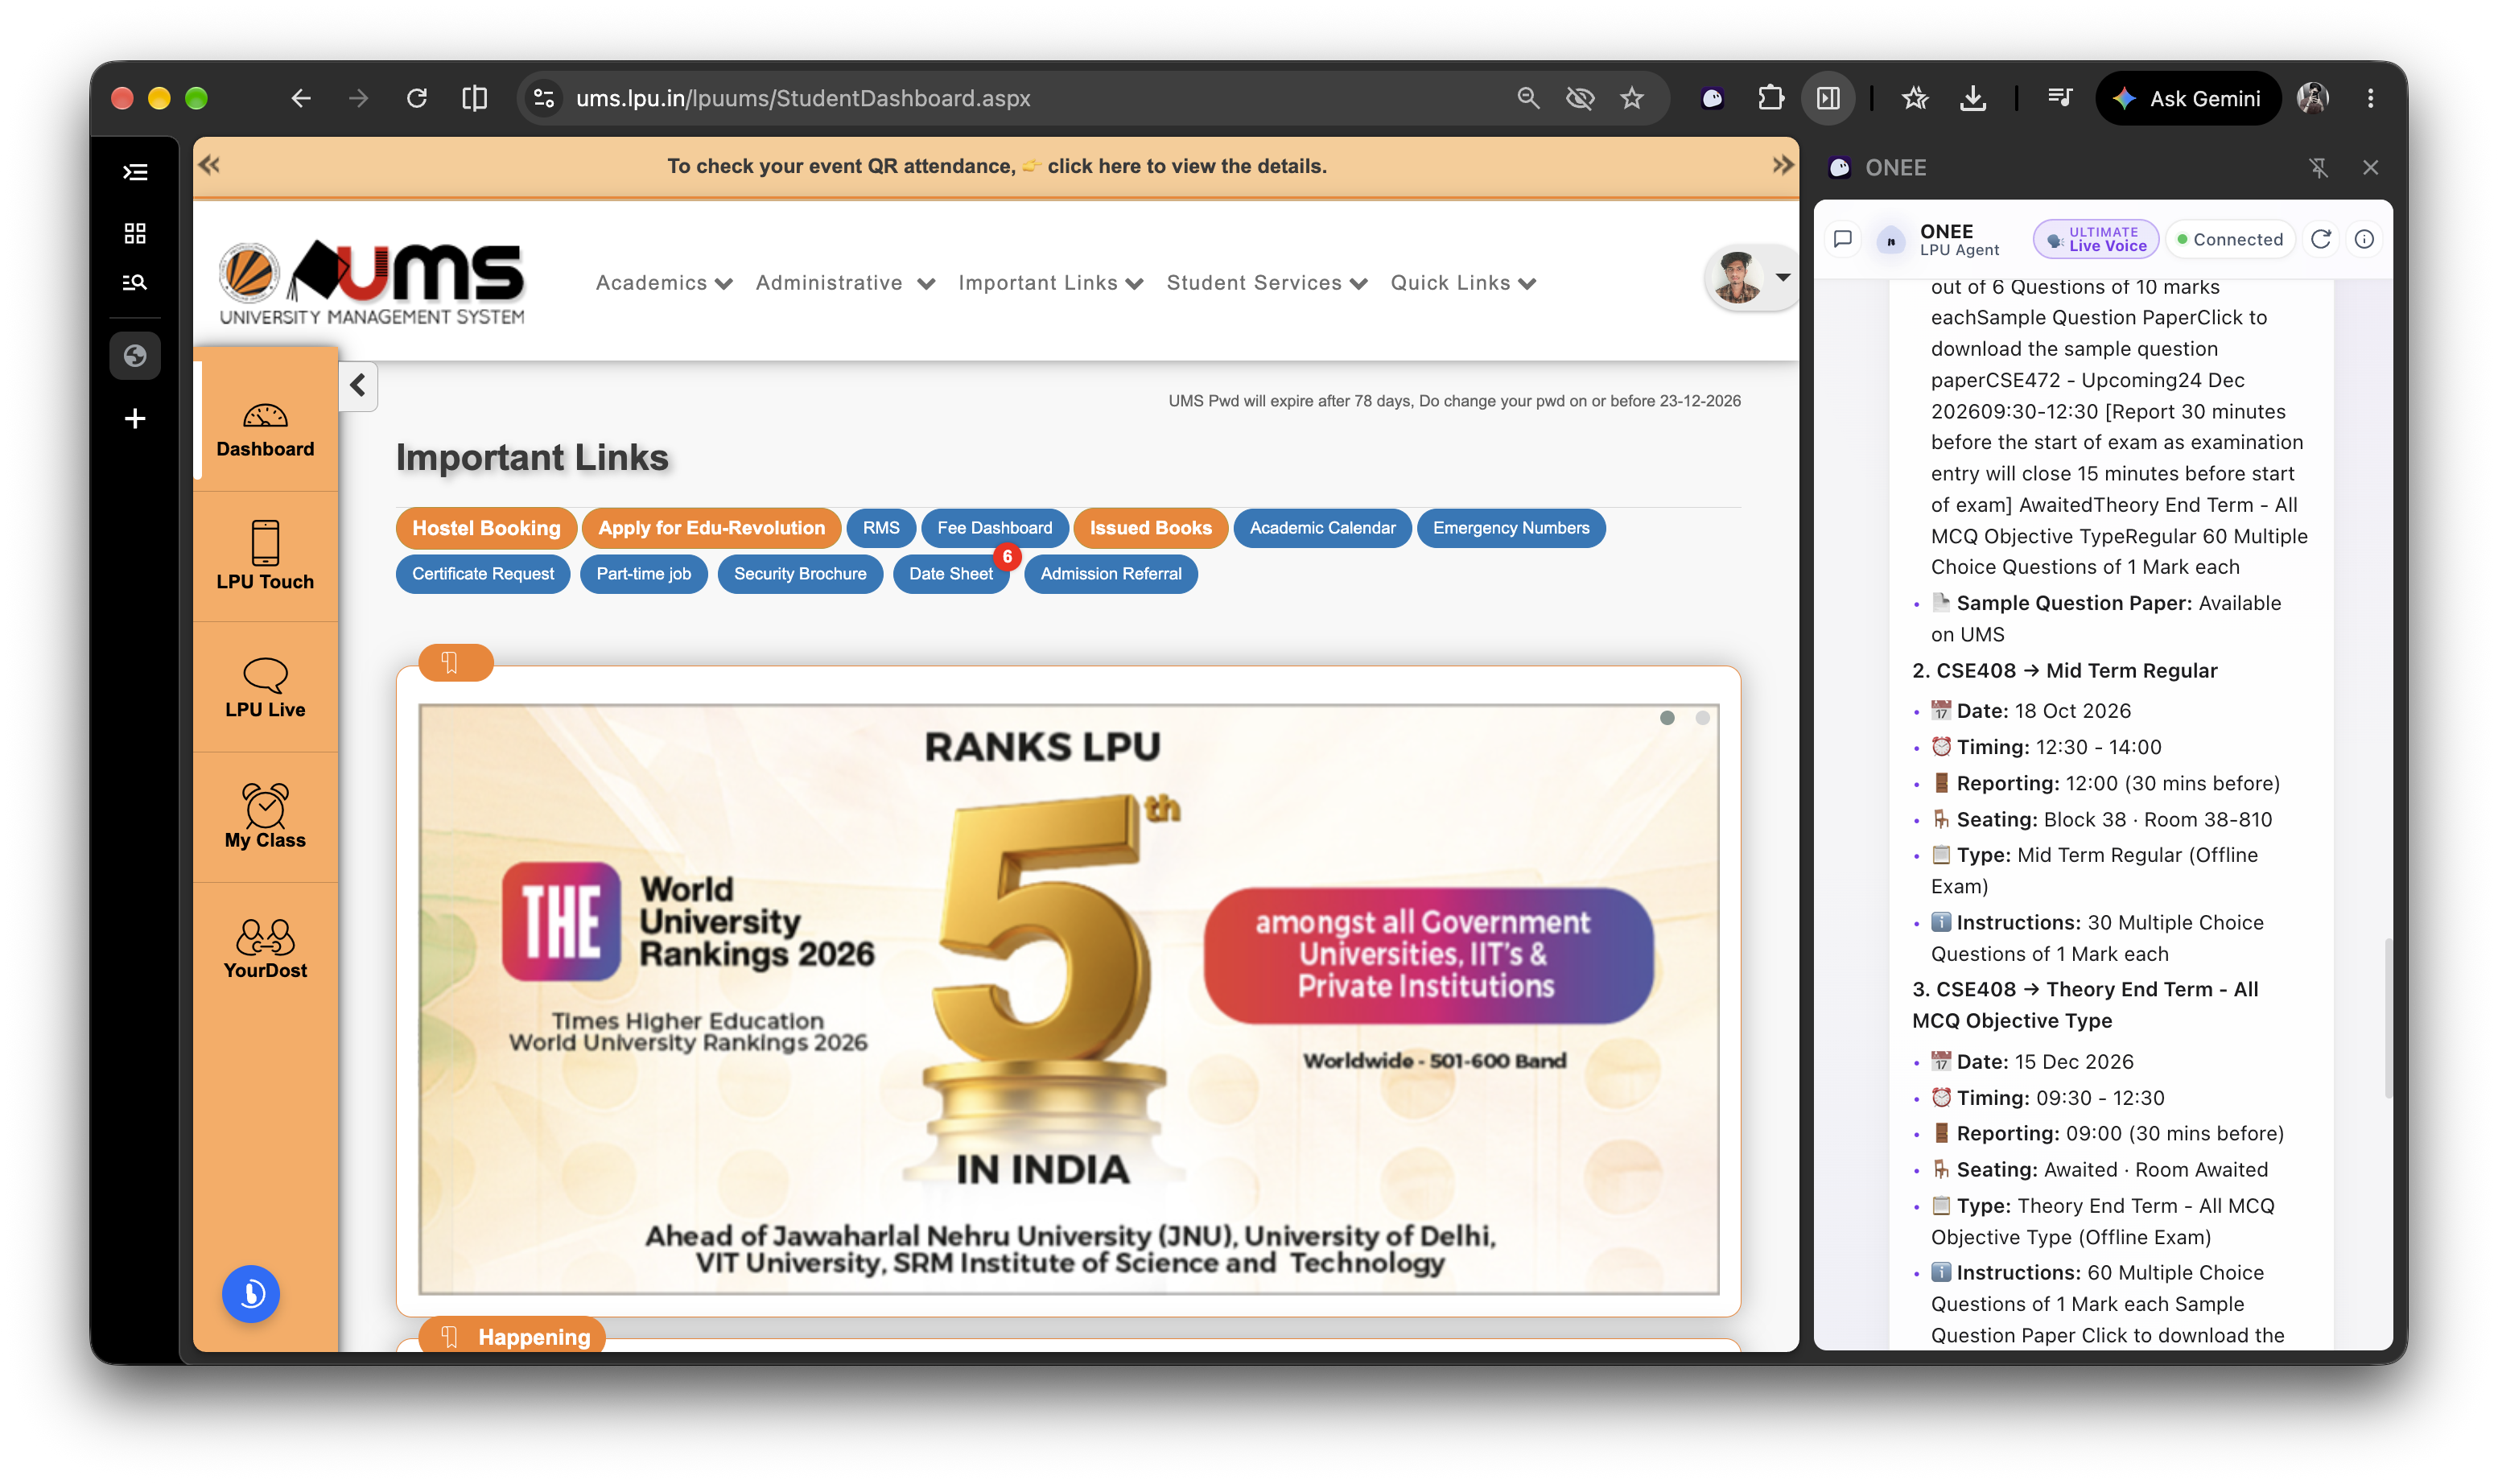 ums.lpu.in/lpuums/StudentDashboard.aspx
Ask Gemini
To check your event QR attendance, 👉 click here to view the details.
ums
UNIVERSITY MANAGEMENT SYSTEM
Academics
Administrative
Important Links
Student Services
Quick Links
Dashboard
LPU Touch
LPU Live
My Class
YourDost
UMS Pwd will expire after 78 days, Do change your pwd on or before 23-12-2026
Important Links
Hostel Booking
Apply for Edu-Revolution
RMS
Fee Dashboard
Issued Books
Academic Calendar
Emergency Numbers
Certificate Request
Part-time job
Security Brochure
Date Sheet
6
Admission Referral
RANKS LPU
5th
THE
World
University
Rankings 2026
Times Higher Education
World University Rankings 2026
amongst all Government
Universities, IIT's &
Private Institutions
Worldwide - 501-600 Band
IN INDIA
Ahead of Jawaharlal Nehru University (JNU), University of Delhi,
VIT University, SRM Institute of Science and Technology
Happening
ONEE
ONEE
LPU Agent
ULTIMATE
Live Voice
Connected
out of 6 Questions of 10 marks
eachSample Question PaperClick to
download the sample question
paperCSE472 - Upcoming24 Dec
202609:30-12:30 [Report 30 minutes
before the start of exam as examination
entry will close 15 minutes before start
of exam] AwaitedTheory End Term - All
MCQ Objective TypeRegular 60 Multiple
Choice Questions of 1 Mark each
• Sample Question Paper: Available
on UMS
2. CSE408 → Mid Term Regular
• 📅 Date: 18 Oct 2026
• ⏰ Timing: 12:30 - 14:00
• 🚪 Reporting: 12:00 (30 mins before)
• 🪑 Seating: Block 38 · Room 38-810
• 📋 Type: Mid Term Regular (Offline
Exam)
• ℹ️ Instructions: 30 Multiple Choice
Questions of 1 Mark each
3. CSE408 → Theory End Term - All
MCQ Objective Type
• 📅 Date: 15 Dec 2026
• ⏰ Timing: 09:30 - 12:30
• 🚪 Reporting: 09:00 (30 mins before)
• 🪑 Seating: Awaited · Room Awaited
• 📋 Type: Theory End Term - All MCQ
Objective Type (Offline Exam)
• ℹ️ Instructions: 60 Multiple Choice
Questions of 1 Mark each Sample
Question Paper Click to download the